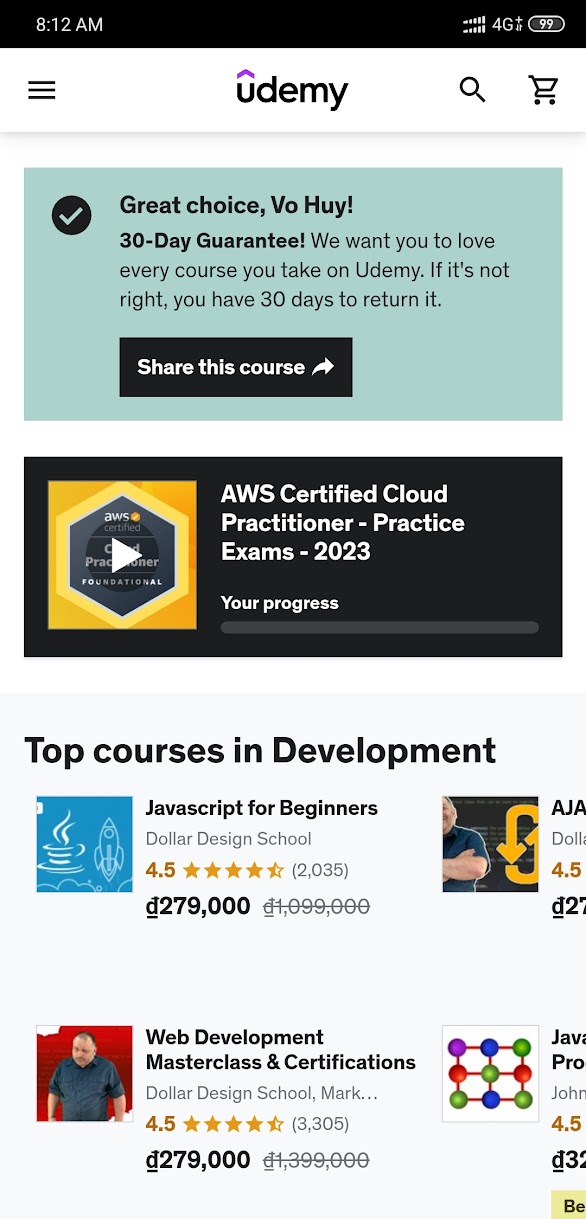 8:12 AM
4G
99
udemy
Great choice, Vo Huy!
30-Day Guarantee! We want you to love
every course you take on Udemy. If it's not
right, you have 30 days to return it.
Share this course
aws
certified
Cloud
Practitioner
FOUNDATIONAL
AWS Certified Cloud
Practitioner - Practice
Exams - 2023
Your progress
Top courses in Development
Javascript for Beginners
Dollar Design School
4.5 (2,035)
₫279,000 ₫1,099,000
AJA
Dolla
4.5
₫27
Web Development
Masterclass & Certifications
Dollar Design School, Mark...
4.5 (3,305)
₫279,000 ₫1,399,000
Java
Pro
John
4.5
₫32
Be